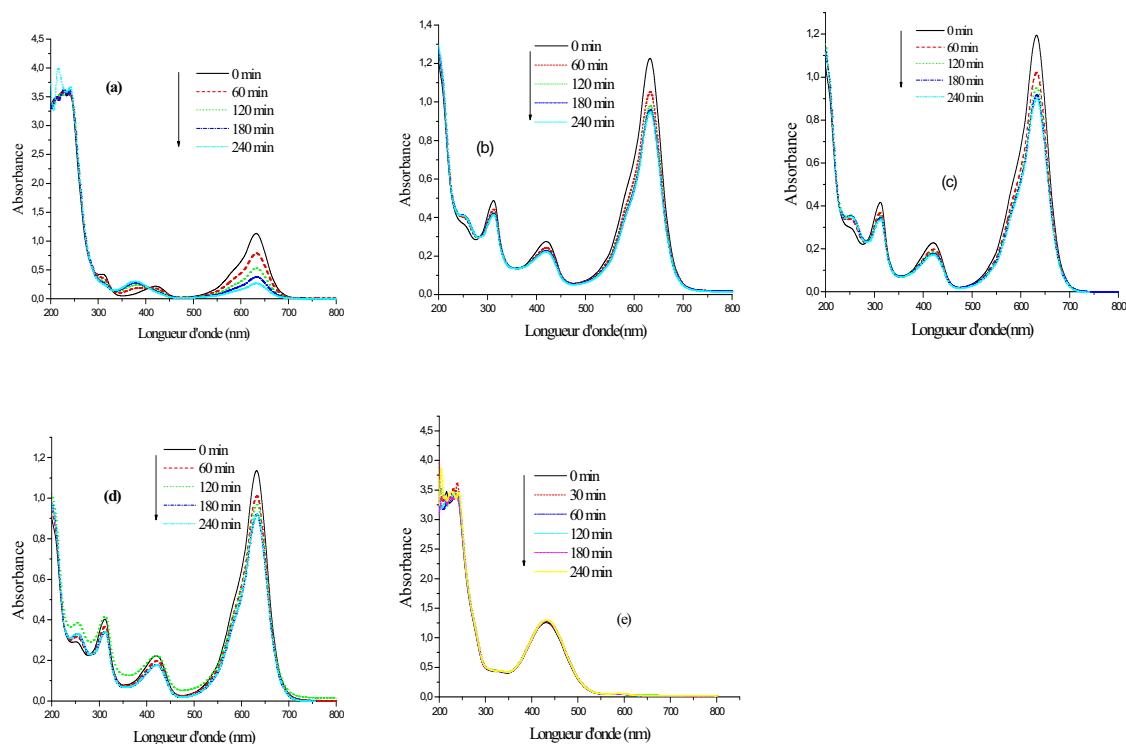 4,5
4,0
3,5
3,0
2,5
2,0
1,5
1,0
0,5
0,0
200 300 400 500 600 700 800
Absorbance
Longueur d'onde (nm)
(a)
0 min
60 min
120 min
180 min
240 min
1,4
1,2
1,0
0,8
0,6
0,4
0,2
0,0
200 300 400 500 600 700 800
Absorbance
Longueur d'onde(nm)
(b)
0 min
60 min
120 min
180 min
240 min
1,2
1,0
0,8
0,6
0,4
0,2
0,0
200 300 400 500 600 700 800
Absorbance
Longueur d'onde (nm)
(c)
0 min
60 min
120 min
180 min
240 min
1,2
1,0
0,8
0,6
0,4
0,2
0,0
200 300 400 500 600 700 800
Absorbance
Longueur d'onde (nm)
(d)
0 min
60 min
120 min
180 min
240 min
4,5
4,0
3,5
3,0
2,5
2,0
1,5
1,0
0,5
0,0
200 300 400 500 600 700 800
Absorbance
Longueur d'onde (nm)
(e)
0 min
30 min
60 min
120 min
180 min
240 min